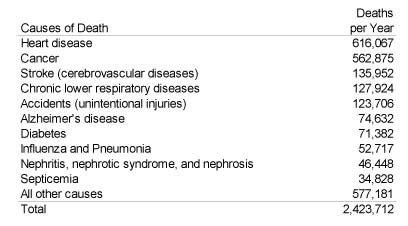 Deaths
Causes of Death per Year
Heart disease 616,067
Cancer 562,875
Stroke (cerebrovascular diseases) 135,952
Chronic lower respiratory diseases 127,924
Accidents (unintentional injuries) 123,706
Alzheimer's disease 74,632
Diabetes 71,382
Influenza and Pneumonia 52,717
Nephritis, nephrotic syndrome, and nephrosis 46,448
Septicemia 34,828
All other causes 577,181
Total 2,423,712